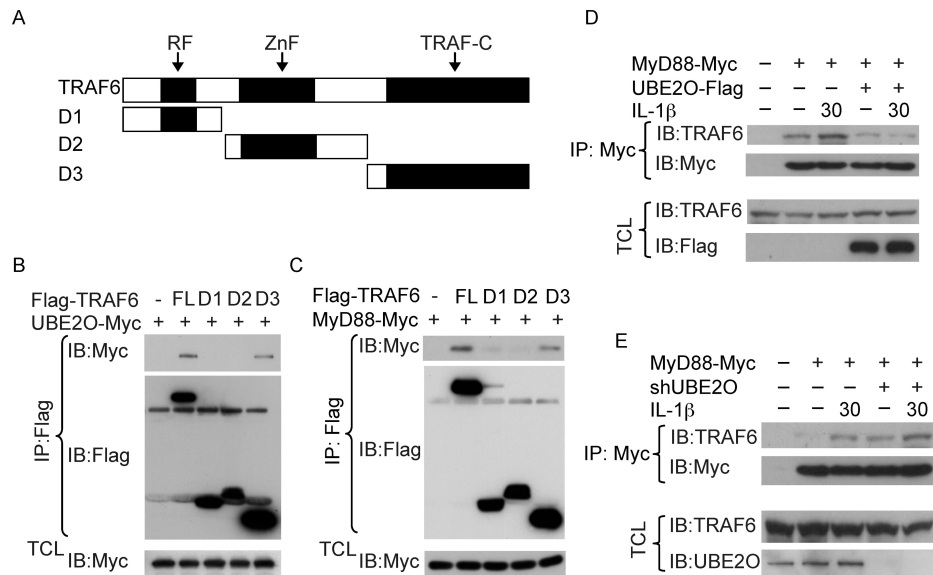 A
RF ZnF TRAF-C
TRAF6
D1
D2
D3
B
Flag-TRAF6 - FL D1 D2 D3
UBE2O-Myc + + + + +
IP:Flag
IB:Myc
IB:Flag
TCL IB:Myc
C
Flag-TRAF6 - FL D1 D2 D3
MyD88-Myc + + + + +
IP: Flag
IB:Myc
IB:Flag
TCL IB:Myc
D
MyD88-Myc – + + + +
UBE2O-Flag – – – + +
IL-1β – – 30 – 30
IP: Myc
IB:TRAF6
IB:Myc
TCL
IB:TRAF6
IB:Flag
E
MyD88-Myc – + + + +
shUBE2O – – – + +
IL-1β – – 30 – 30
IP: Myc
IB:TRAF6
IB:Myc
TCL
IB:TRAF6
IB:UBE2O